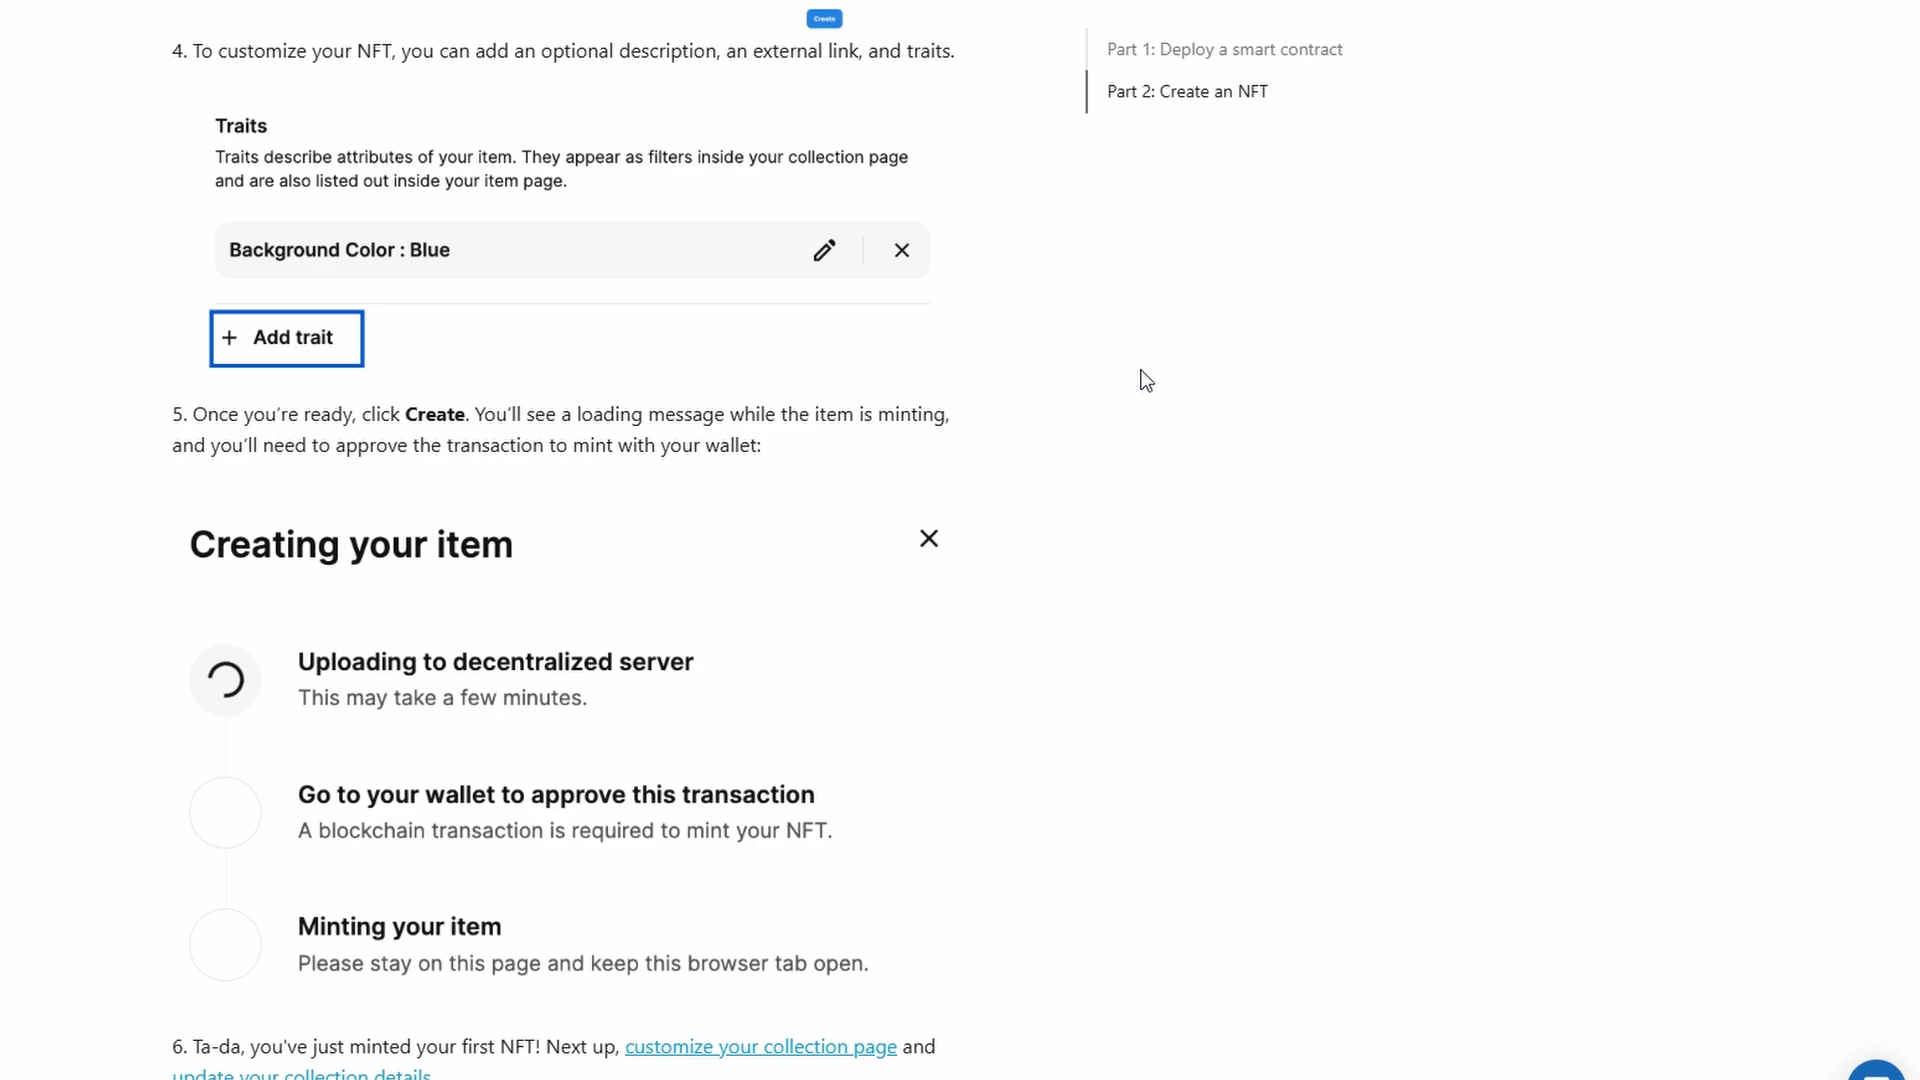 Create
4. To customize your NFT, you can add an optional description, an external link, and traits.
Part 1: Deploy a smart contract
Part 2: Create an NFT
Traits
Traits describe attributes of your item. They appear as filters inside your collection page
and are also listed out inside your item page.
Background Color : Blue
+ Add trait
5. Once you’re ready, click Create. You’ll see a loading message while the item is minting,
and you’ll need to approve the transaction to mint with your wallet:
Creating your item
Uploading to decentralized server
This may take a few minutes.
Go to your wallet to approve this transaction
A blockchain transaction is required to mint your NFT.
Minting your item
Please stay on this page and keep this browser tab open.
6. Ta-da, you've just minted your first NFT! Next up, customize your collection page and
update your collection details